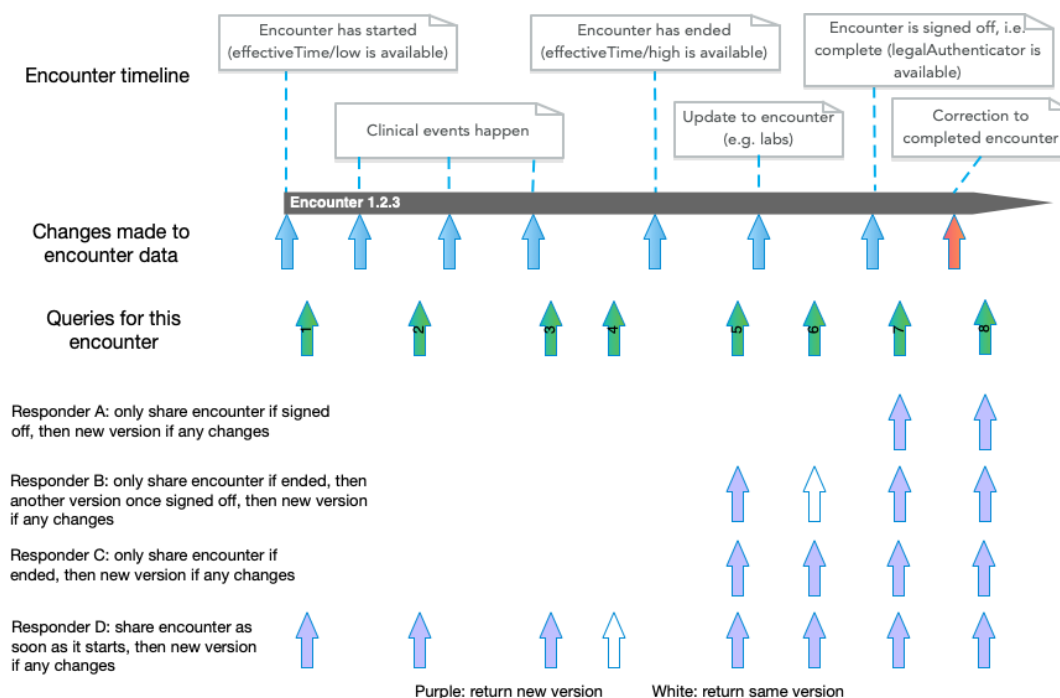 Encounter has started
(effectiveTime/low is available)
Encounter has ended
(effectiveTime/high is available)
Encounter is signed off, i.e.
complete (legalAuthenticator is
available)
Encounter timeline
Clinical events happen
Update to encounter
(e.g. labs)
Correction to
completed encounter
Encounter 1.2.3
Changes made to
encounter data
Queries for this
encounter
1
2
3
4
5
6
7
8
Responder A: only share encounter if signed
off, then new version if any changes
Responder B: only share encounter if ended, then
another version once signed off, then new version
if any changes
Responder C: only share encounter if
ended, then new version if any changes
Responder D: share encounter as
soon as it starts, then new version
if any changes
Purple: return new version
White: return same version